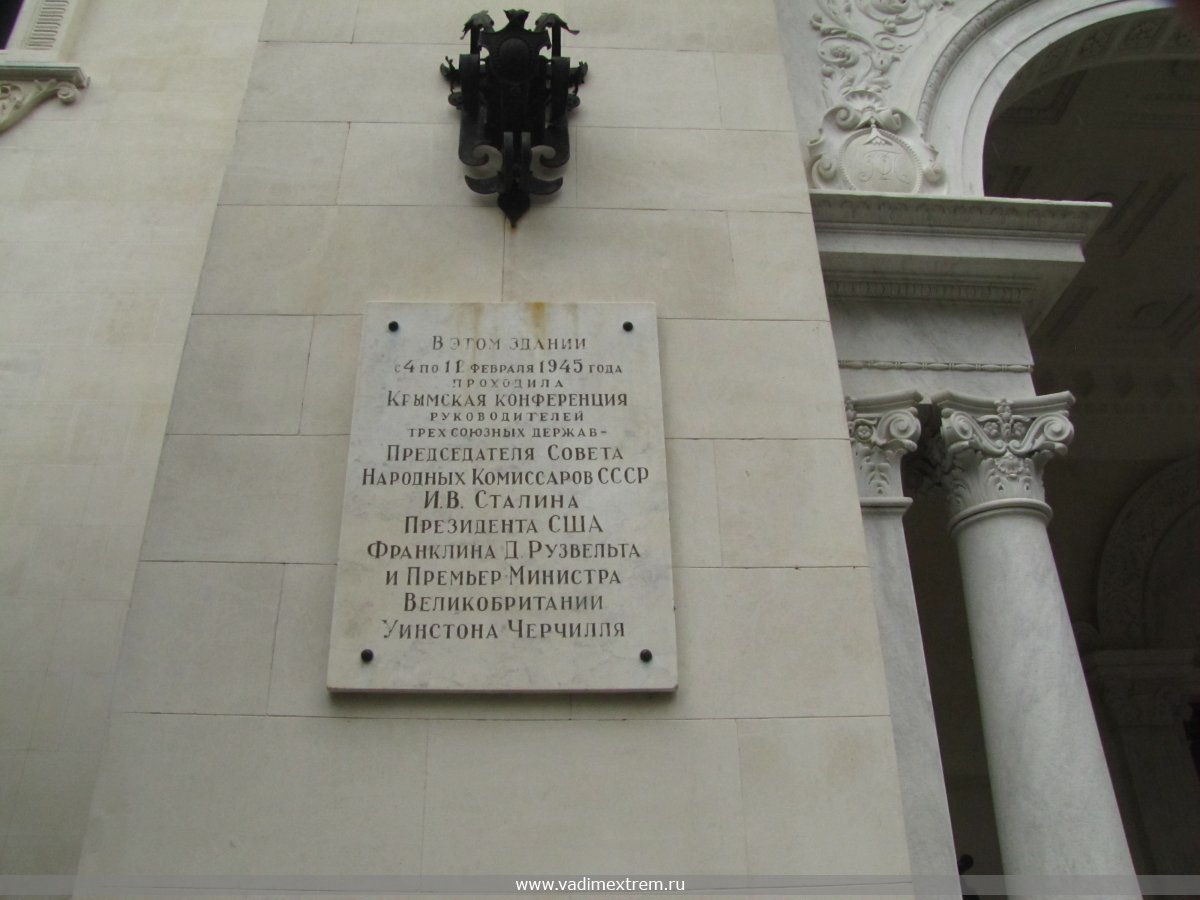 В этом здании
с 4 по 12 февраля 1945 года
проходила
Крымская конференция
руководителей
трех союзных держав-
Председателя Совета
Народных Комиссаров СССР
И.В. Сталина
Президента США
Франклина Д. Рузвельта
и Премьер-Министра
Великобритании
Уинстона Черчилля
www.vadimextrem.ru